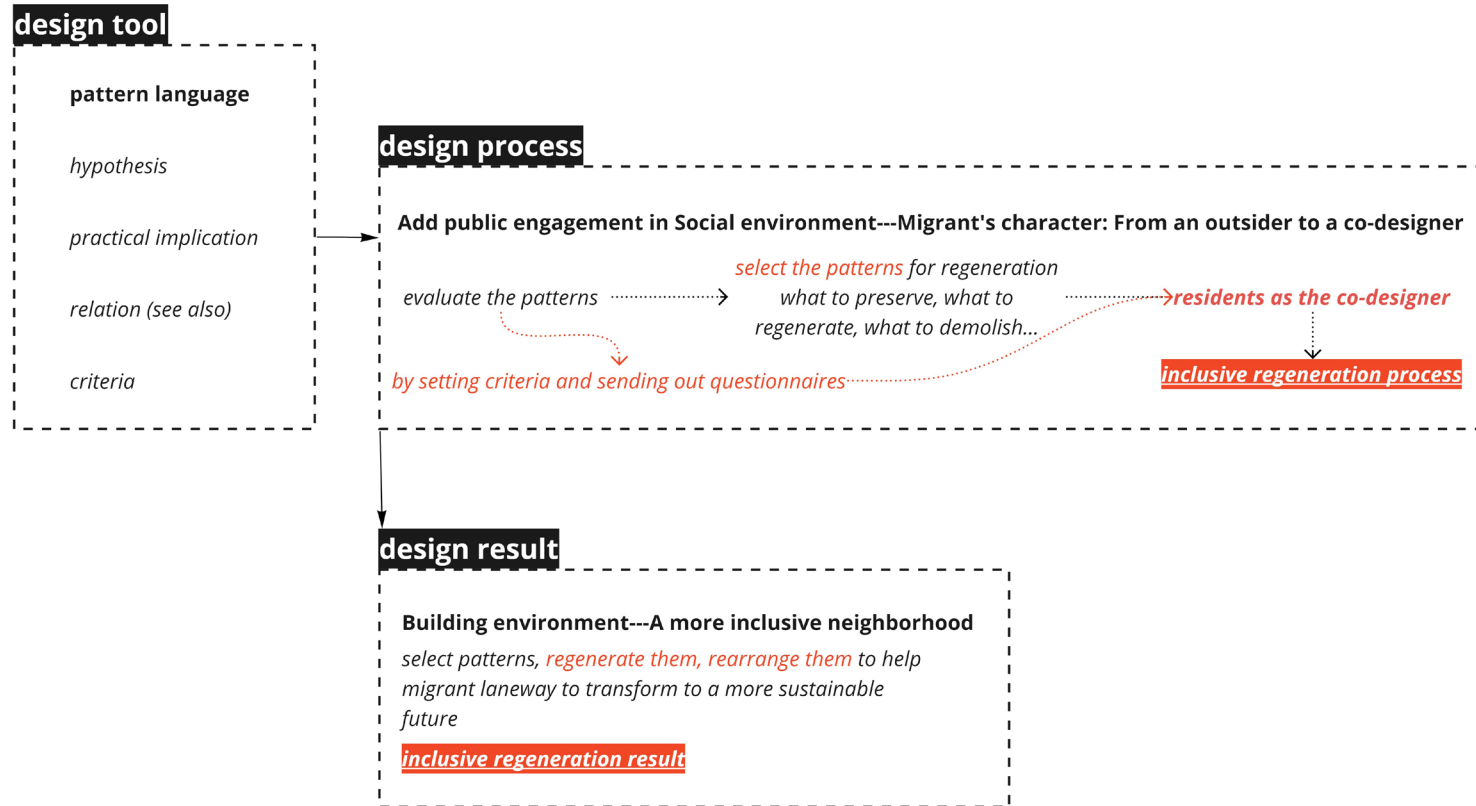 design tool
pattern language
hypothesis
practical implication
relation (see also)
criteria
design process
Add public engagement in Social environment---Migrant's character: From an outsider to a co-designer
evaluate the patterns
select the patterns for regeneration
what to preserve, what to
regenerate, what to demolish...
residents as the co-designer
by setting criteria and sending out questionnaires
inclusive regeneration process
design result
Building environment---A more inclusive neighborhood
select patterns, regenerate them, rearrange them to help
migrant laneway to transform to a more sustainable
future
inclusive regeneration result